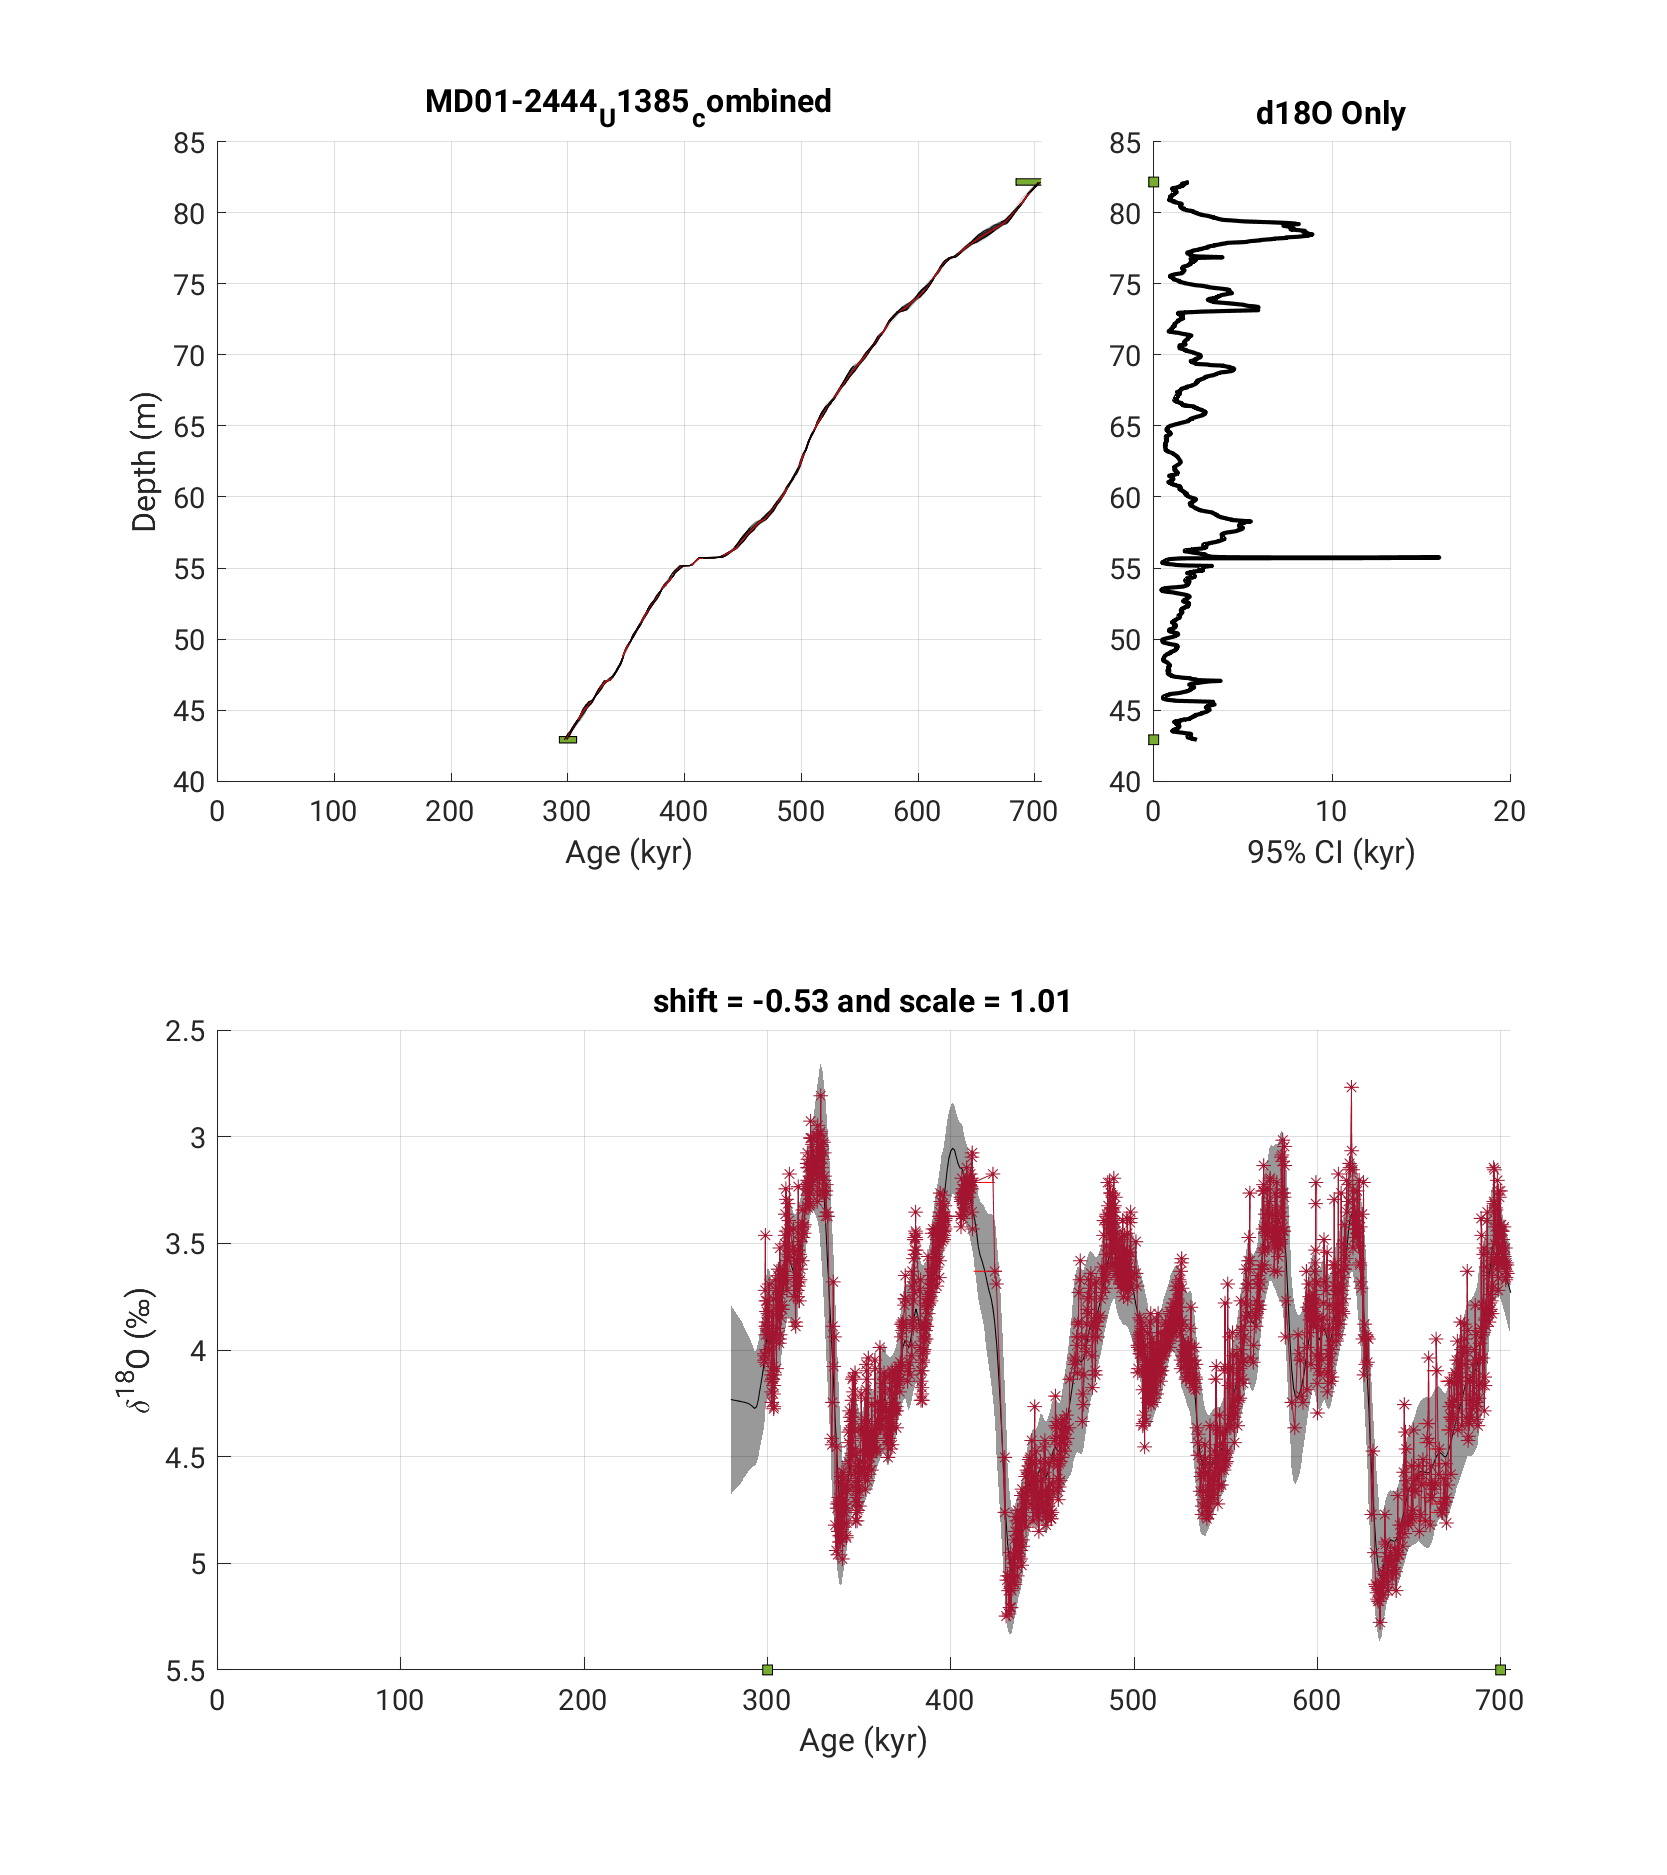 MD01-2444U1385combined
d18O Only
85
80
75
70
65
60
55
50
45
40
Depth (m)
0 100 200 300 400 500 600 700
Age (kyr)
85
80
75
70
65
60
55
50
45
40
0 10 20
95% CI (kyr)
shift = -0.53 and scale = 1.01
2.5
3
3.5
4
4.5
5
5.5
δ18O (‰)
0 100 200 300 400 500 600 700
Age (kyr)